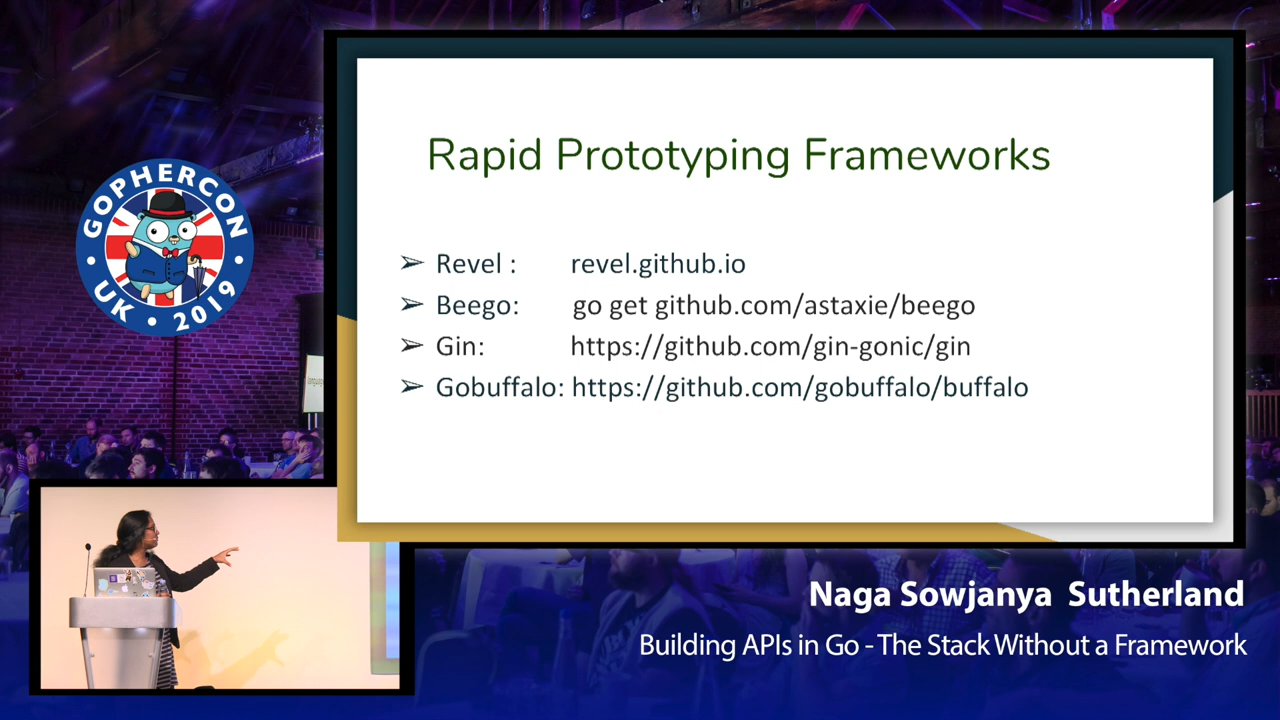 GOPHERCON
UK • 2019
Rapid Prototyping Frameworks
➢ Revel : revel.github.io
➢ Beego: go get github.com/astaxie/beego
➢ Gin: https://github.com/gin-gonic/gin
➢ Gobuffalo: https://github.com/gobuffalo/buffalo
Naga Sowjanya Sutherland
Building APIs in Go - The Stack Without a Framework